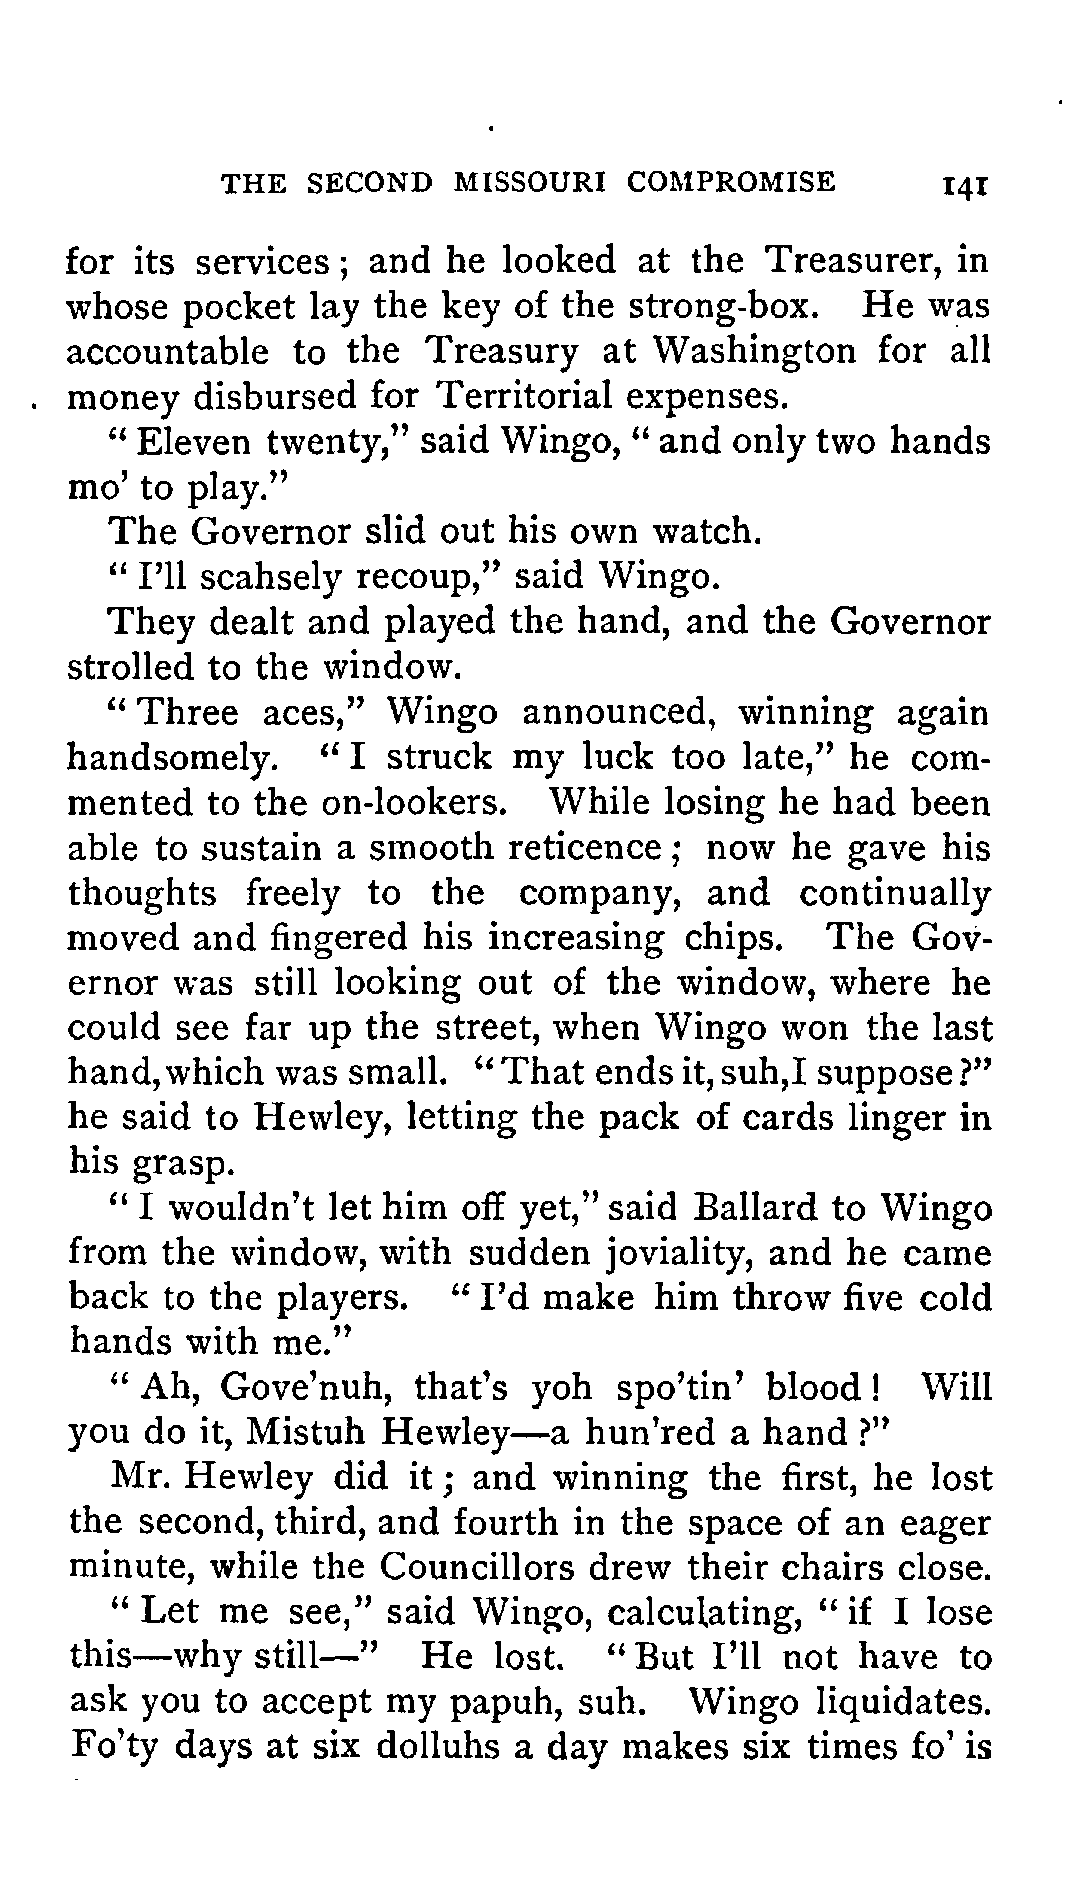 THE SECOND MISSOURI COMPROMISE 141
for its services; and he looked at the Treasurer, in
whose pocket lay the key of the strong-box. He was
accountable to the Treasury at Washington for all
money disbursed for Territorial expenses.
"Eleven twenty," said Wingo, "and only two hands
mo' to play."
The Governor slid out his own watch.
"I'll scahsely recoup," said Wingo.
They dealt and played the hand, and the Governor
strolled to the window.
"Three aces," Wingo announced, winning again
handsomely. "I struck my luck too late," he com-
mented to the on-lookers. While losing he had been
able to sustain a smooth reticence; now he gave his
thoughts freely to the company, and continually
moved and fingered his increasing chips. The Gov-
ernor was still looking out of the window, where he
could see far up the street, when Wingo won the last
hand, which was small. "That ends it, suh, I suppose?"
he said to Hewley, letting the pack of cards linger in
his grasp.
"I wouldn't let him off yet," said Ballard to Wingo
from the window, with sudden joviality, and he came
back to the players. "I'd make him throw five cold
hands with me."
"Ah, Gove'nuh, that's yoh spo'tin' blood! Will
you do it, Mistuh Hewley—a hun'red a hand?"
Mr. Hewley did it; and winning the first, he lost
the second, third, and fourth in the space of an eager
minute, while the Councillors drew their chairs close.
"Let me see," said Wingo, calculating, "if I lose
this—why still—" He lost. "But I'll not have to
ask you to accept my papuh, suh. Wingo liquidates.
Fo'ty days at six dolluhs a day makes six times fo' is